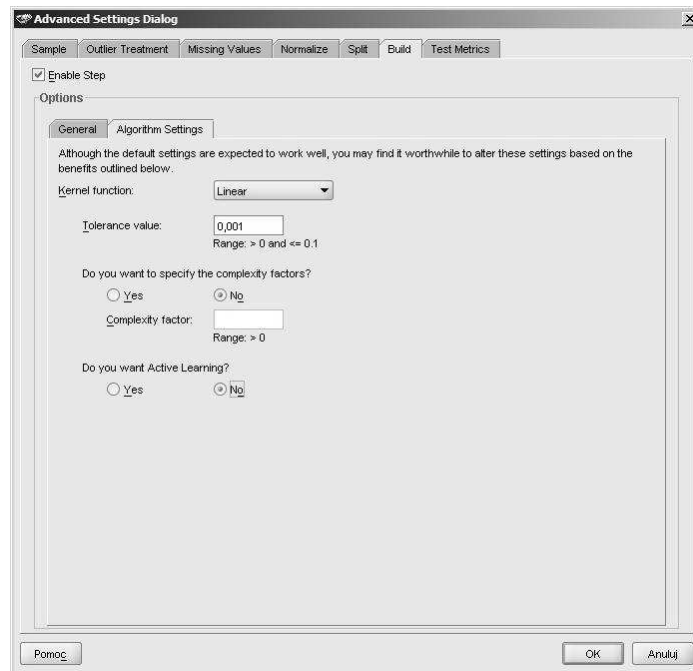 Advanced Settings Dialog
Sample Outlier Treatment Missing Values Normalize Split Build Test Metrics
Enable Step
Options
General Algorithm Settings
Although the default settings are expected to work well, you may find it worthwhile to alter these settings based on the
benefits outlined below.
Kernel function: Linear
Tolerance value: 0,001
Range: > 0 and <= 0.1
Do you want to specify the complexity factors?
Yes No
Complexity factor:
Range: > 0
Do you want Active Learning?
Yes No
Pomoc OK Anuluj